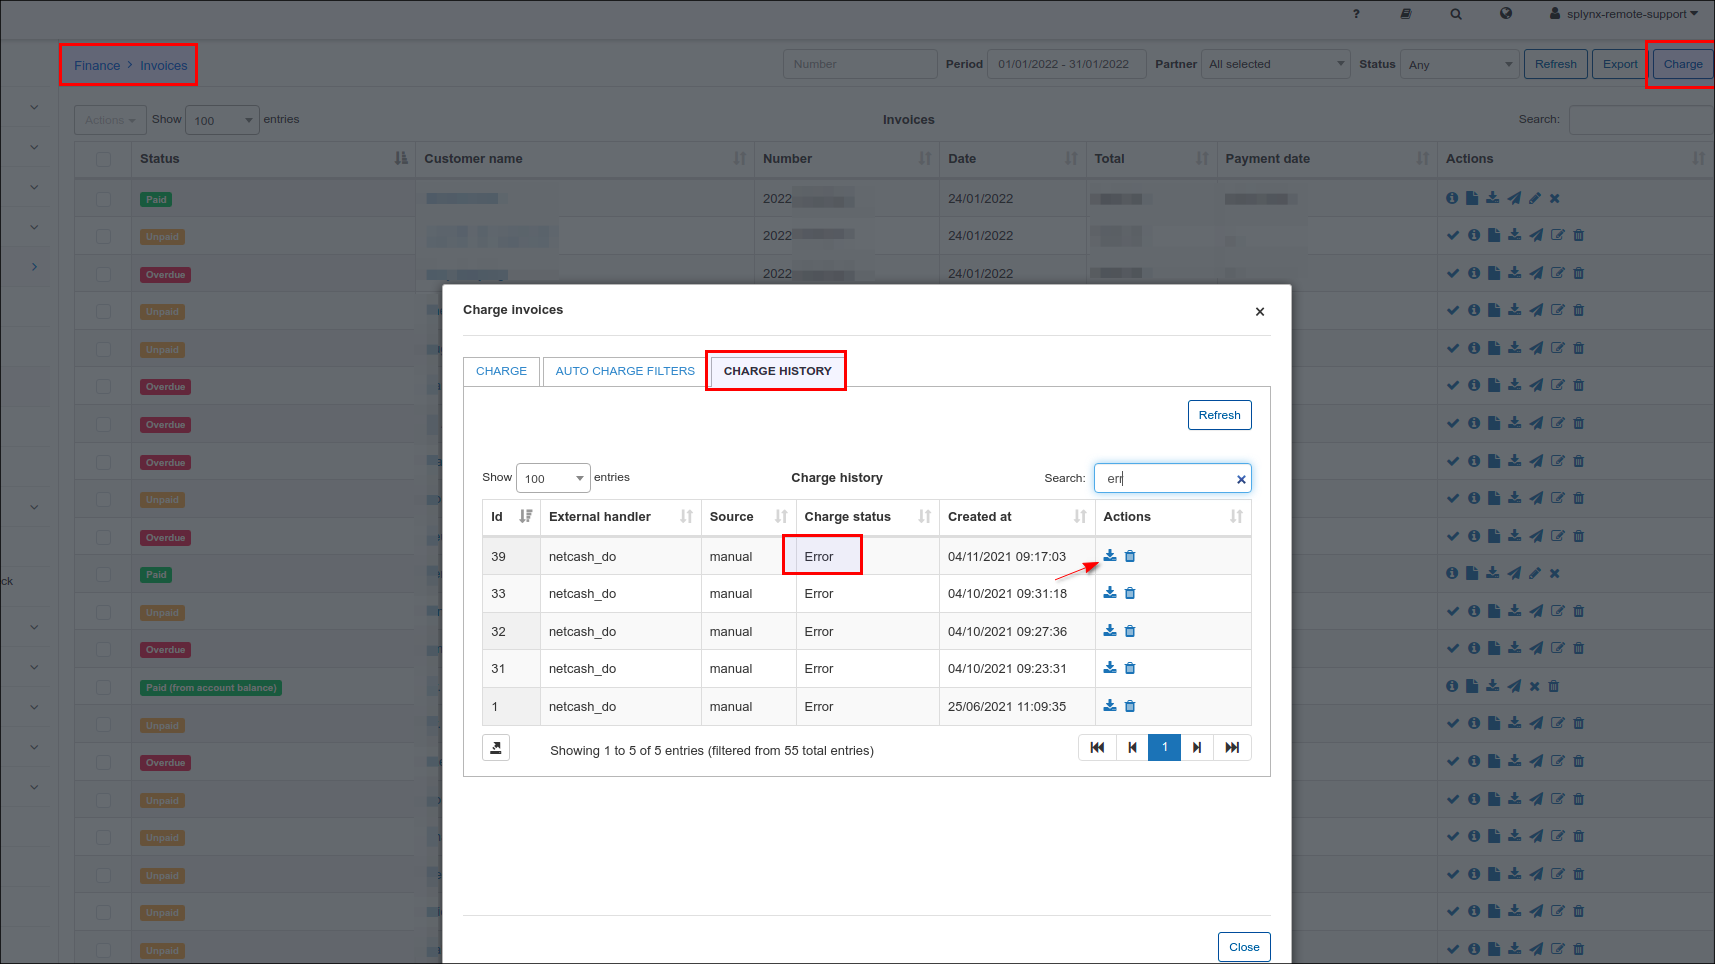 ? splynx-remote-support
Finance > Invoices
Number Period 01/01/2022 - 31/01/2022 Partner All selected Status Any Refresh Export Charge
Actions Show 100 entries Invoices Search:
Status Customer name Number Date Total Payment date Actions
Paid 2022 24/01/2022
Unpaid 2022 24/01/2022
Overdue 2022 24/01/2022
Unpaid
Charge invoices ×
Unpaid
CHARGE AUTO CHARGE FILTERS CHARGE HISTORY
Overdue
Refresh
Overdue
Overdue
Show 100 entries Charge history Search: err ×
Unpaid
Id External handler Source Charge status Created at Actions
Overdue
39 netcash_do manual Error 04/11/2021 09:17:03
Paid
ck
33 netcash_do manual Error 04/10/2021 09:31:18
Unpaid
32 netcash_do manual Error 04/10/2021 09:27:36
Overdue
31 netcash_do manual Error 04/10/2021 09:23:31
Paid (from account balance)
1 netcash_do manual Error 25/06/2021 11:09:35
Unpaid
Showing 1 to 5 of 5 entries (filtered from 55 total entries) 1
Overdue
Unpaid
Unpaid
Unpaid
Unpaid
Close
Unpaid